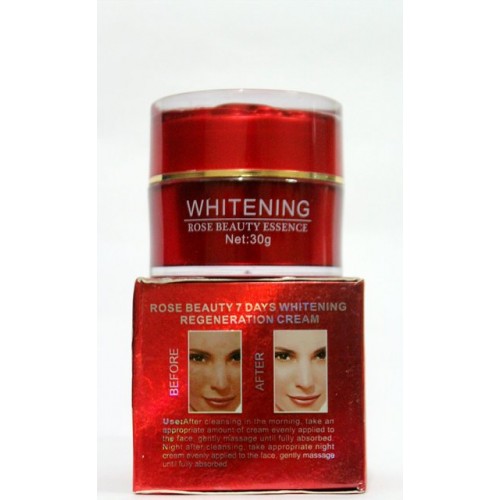 WHITENING
ROSE BEAUTY ESSENCE
Net:30g
ROSE BEAUTY 7 DAYS WHITENING
REGENERATION CREAM
BEFORE
AFTER
Use:After cleansing in the morning, take an
appropriate amount of cream evenly applied to
the face, gently massage until fully absorbed.
Night after cleansing take appropriate night
cream evenly applied to the face, gently massage
until fully absorbed